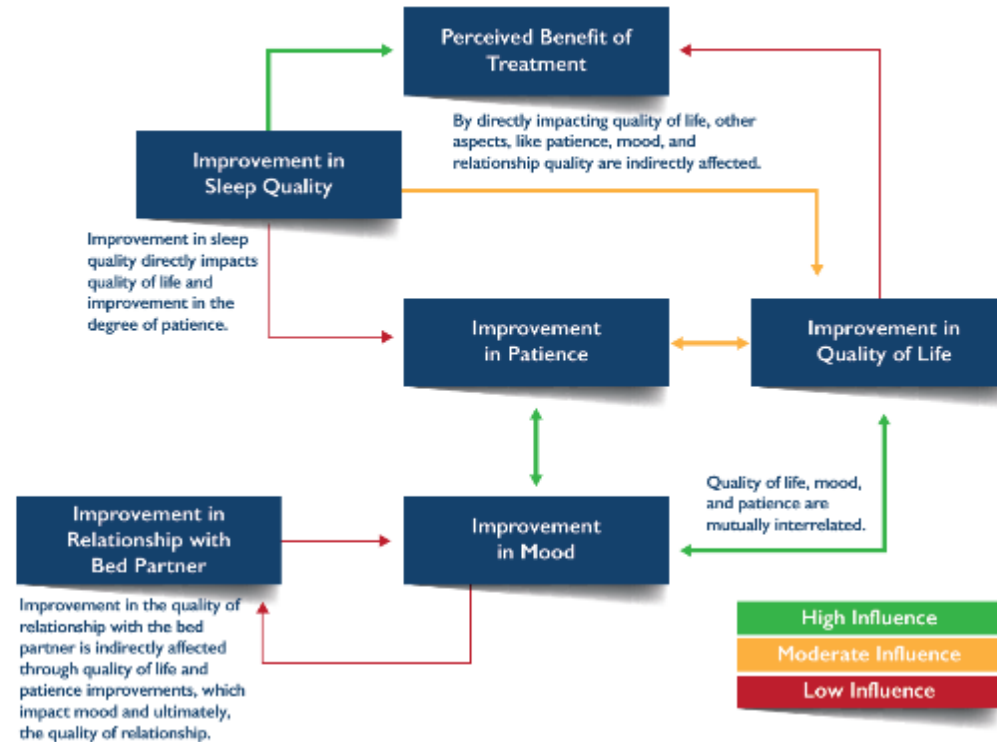 Perceived Benefit of
Treatment
By directly impacting quality of life, other
aspects, like patience, mood, and
relationship quality are indirectly affected.
Improvement in
Sleep Quality
Improvement in sleep
quality directly impacts
quality of life and
improvement in the
degree of patience.
Improvement
in Patience
Improvement in
Quality of Life
Quality of life, mood,
and patience are
mutually interrelated.
Improvement in
Relationship with
Bed Partner
Improvement
in Mood
Improvement in the quality of
relationship with the bed
partner is indirectly affected
through quality of life and
patience improvements, which
impact mood and ultimately,
the quality of relationship.
High Influence
Moderate Influence
Low Influence